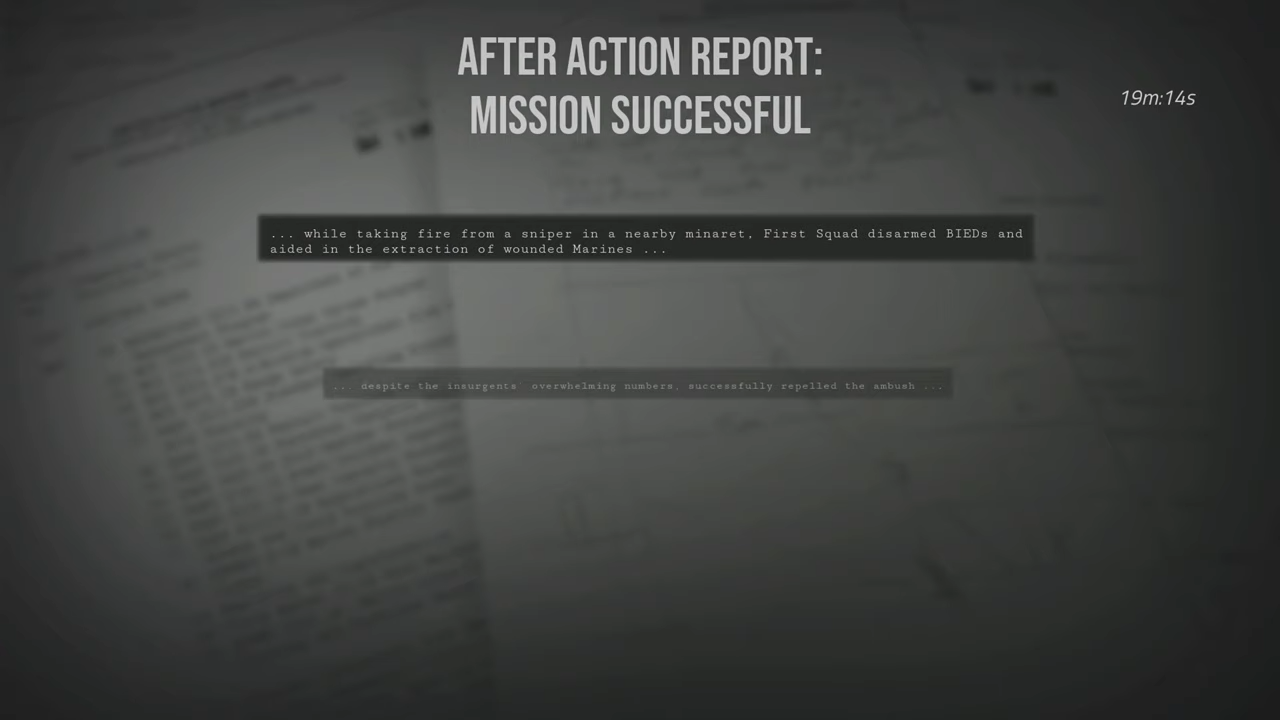 AFTER ACTION REPORT:
MISSION SUCCESSFUL
19m:14s
... while taking fire from a sniper in a nearby minaret, First Squad disarmed BIEDs and
aided in the extraction of wounded Marines ...
... despite the insurgents' overwhelming numbers, successfully repelled the ambush ...